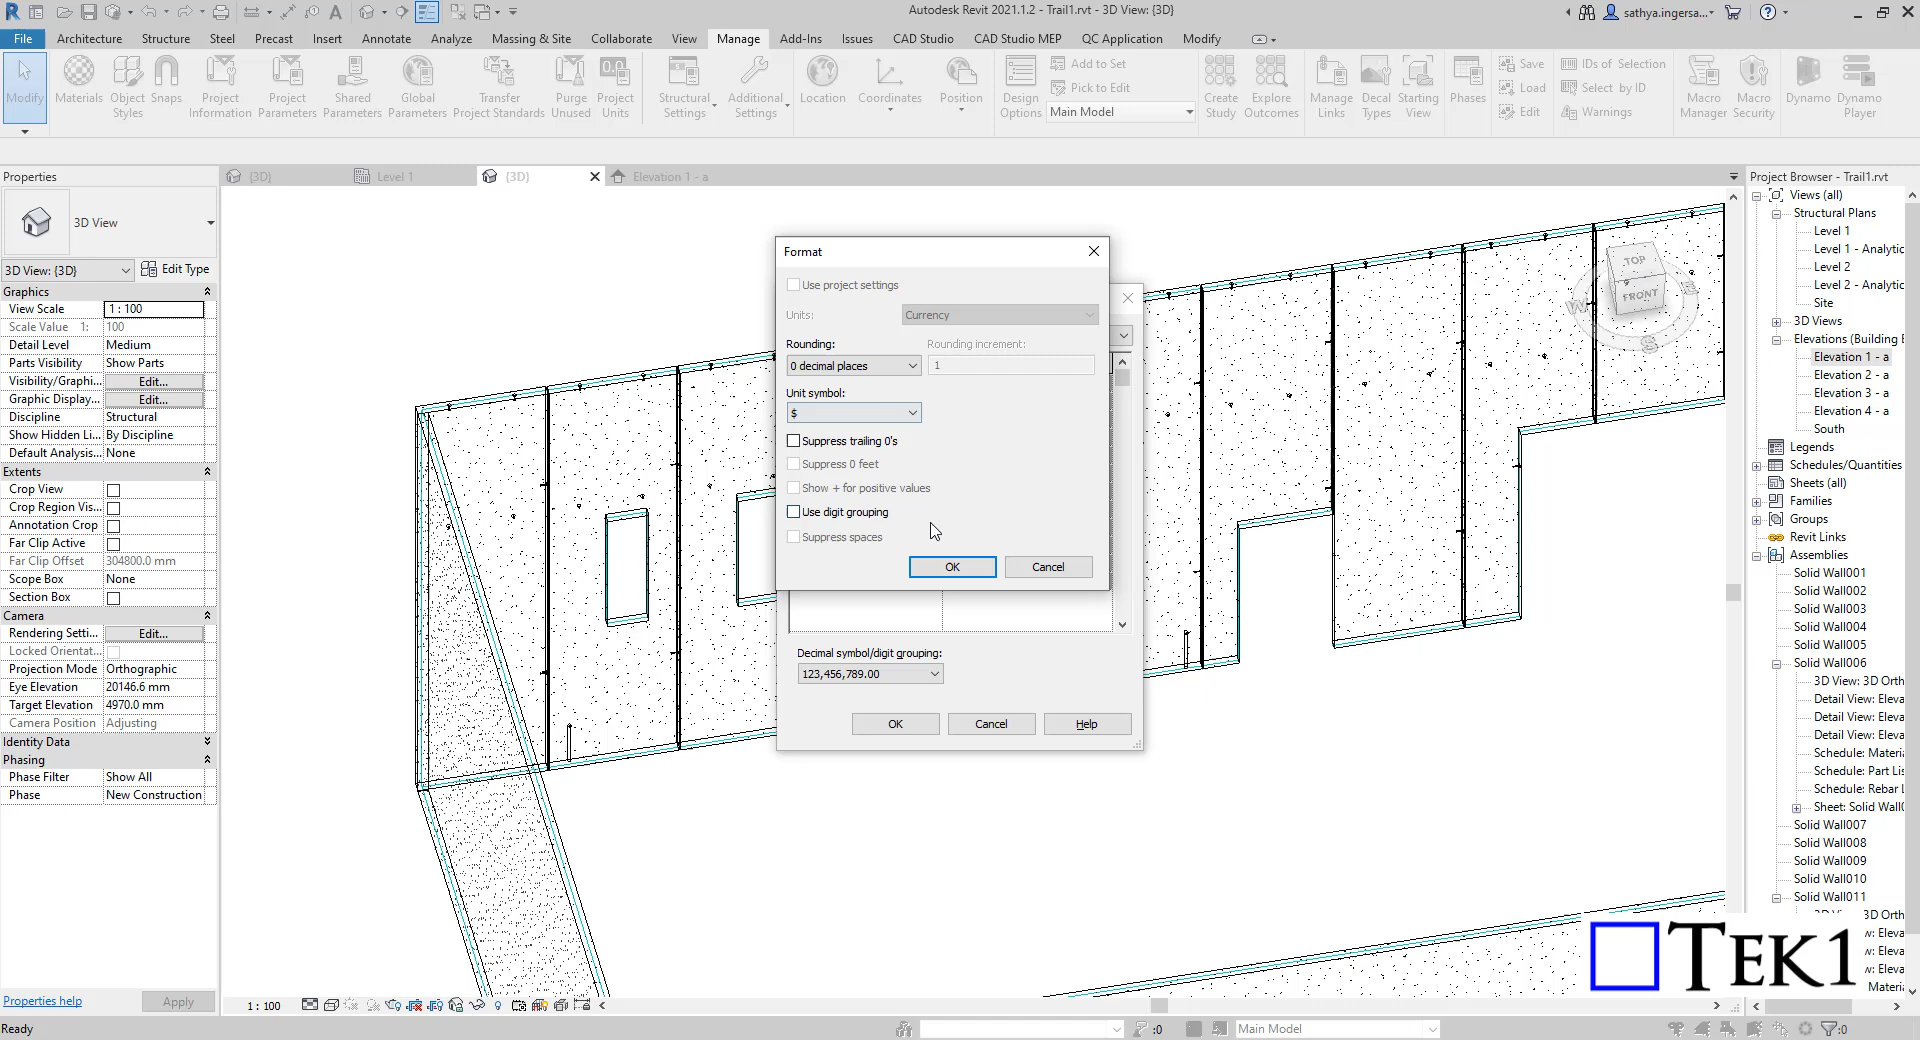 Autodesk Revit 2021.1.2 - Trail1.rvt - 3D View: {3D}
sathya.ingersa...
File Architecture Structure Steel Precast Insert Annotate Analyze Massing & Site Collaborate View Manage Add-Ins Issues CAD Studio CAD Studio MEP QC Application Modify
Modify
Materials
Object Styles
Snaps
Project Information
Project Parameters
Shared Parameters
Global Parameters
Transfer Project Standards
Purge Unused
Project Units
Structural Settings
Additional Settings
Location
Coordinates
Position
Design Options
Add to Set
Pick to Edit
Main Model
Create Study
Explore Outcomes
Manage Links
Decal Types
Starting View
Phases
Save
Load
Edit
IDs of Selection
Select by ID
Warnings
Macro Manager
Macro Security
Dynamo
Dynamo Player
Properties
3D View
3D View: {3D}
Edit Type
Graphics
View Scale 1 : 100
Scale Value 1: 100
Detail Level Medium
Parts Visibility Show Parts
Visibility/Graphi... Edit...
Graphic Display... Edit...
Discipline Structural
Show Hidden Li... By Discipline
Default Analysis... None
Extents
Crop View
Crop Region Vis...
Annotation Crop
Far Clip Active
Far Clip Offset 304800.0 mm
Scope Box None
Section Box
Camera
Rendering Setti... Edit...
Locked Orientat...
Projection Mode Orthographic
Eye Elevation 20146.6 mm
Target Elevation 4970.0 mm
Camera Position Adjusting
Identity Data
Phasing
Phase Filter Show All
Phase New Construction
Properties help
Apply
{3D}
Level 1
{3D}
Elevation 1 - a
TOP
FRONT
W
S
Format
Use project settings
Units: Currency
Rounding: Rounding increment:
0 decimal places 1
Unit symbol:
$
Suppress trailing 0's
Suppress 0 feet
Show + for positive values
Use digit grouping
Suppress spaces
OK Cancel
Decimal symbol/digit grouping:
123,456,789.00
OK Cancel Help
Project Browser - Trail1.rvt
Views (all)
Structural Plans
Level 1
Level 1 - Analytic
Level 2
Level 2 - Analytic
Site
3D Views
Elevations (Building E
Elevation 1 - a
Elevation 2 - a
Elevation 3 - a
Elevation 4 - a
South
Legends
Schedules/Quantities
Sheets (all)
Families
Groups
Revit Links
Assemblies
Solid Wall001
Solid Wall002
Solid Wall003
Solid Wall004
Solid Wall005
Solid Wall006
3D View: 3D Orth
Detail View: Eleva
Detail View: Eleva
Detail View: Eleva
Schedule: Materia
Schedule: Part Lis
Schedule: Rebar L
Sheet: Solid Wall0
Solid Wall007
Solid Wall008
Solid Wall009
Solid Wall010
Solid Wall011
3D Orth
w: Eleva
w: Eleva
w: Eleva
Materi
TEK1
1 : 100
Ready
:0
Main Model
:0